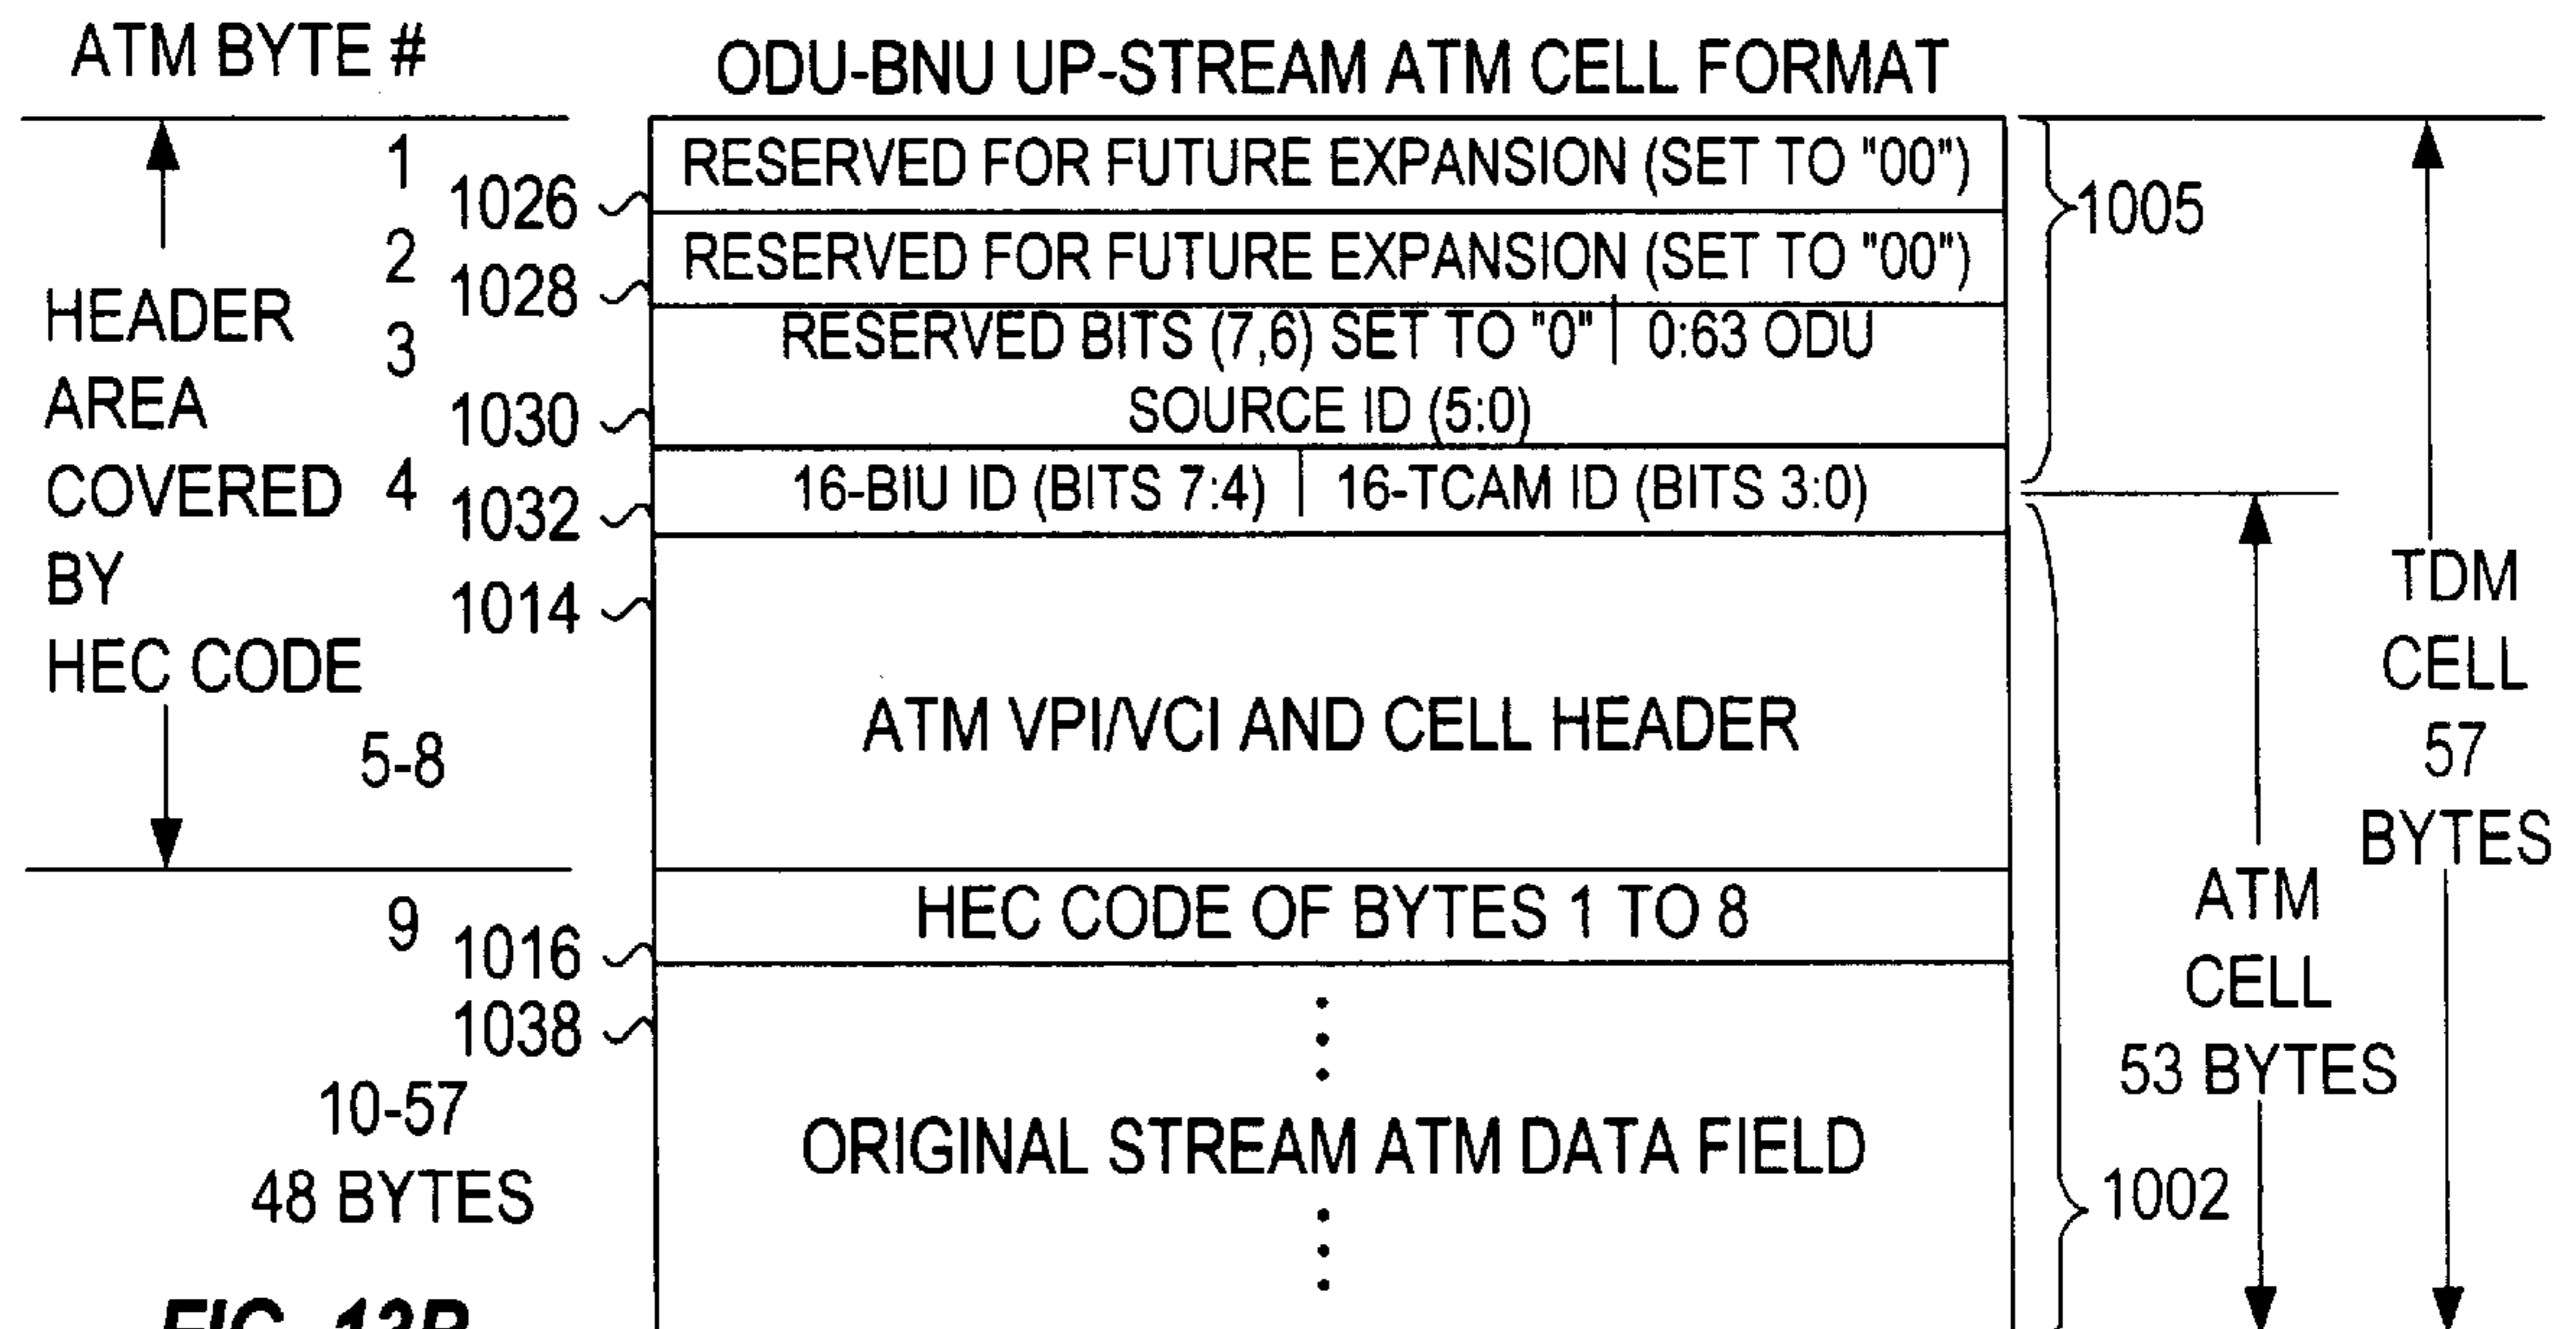 ATM BYTE #
ODU-BNU UP-STREAM ATM CELL FORMAT
1
1026
RESERVED FOR FUTURE EXPANSION (SET TO "00")
1005
2
1028
RESERVED FOR FUTURE EXPANSION (SET TO "00")
HEADER
AREA
COVERED
BY
HEC CODE
3
1030
RESERVED BITS (7,6) SET TO "0" | 0:63 ODU
SOURCE ID (5:0)
4
1032
16-BIU ID (BITS 7:4) | 16-TCAM ID (BITS 3:0)
1014
5-8
ATM VPI/VCI AND CELL HEADER
TDM
CELL
57
BYTES
9
1016
HEC CODE OF BYTES 1 TO 8
ATM
CELL
53 BYTES
1038
10-57
48 BYTES
ORIGINAL STREAM ATM DATA FIELD
1002
FIG. 13B